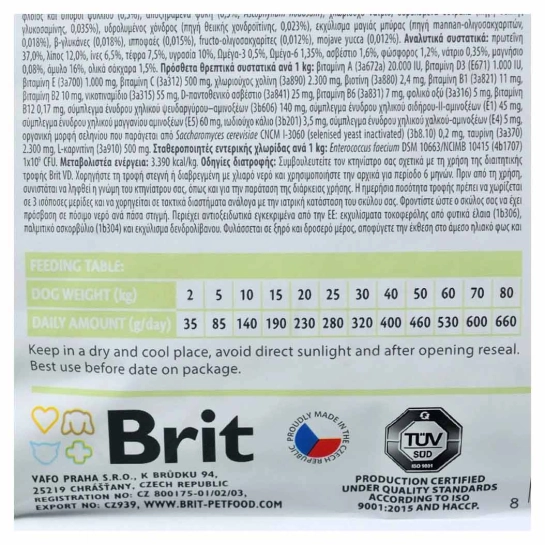 γλυκοσαμίνης, 0,035%), υδρολυμένος χόνδρος (πηγή θειικής χονδροϊτίνης, 0,023%), εκχύλισμα μαγιάς μπύρας (πηγή mannan-ολιγοσακχαριτών,
0,018%), β-γλυκάνες (0,018%), ιπποφαές (0,015%), fructo-ολιγοσακχαρίτες (0,012%), mojave yucca (0,012%). Αναλυτικά συστατικά: πρωτεΐνη
37,0%, λίπος 12,0%, ίνες 6,5%, τέφρα 7,5%, υγρασία 10%, Ωμέγα-3 0,5%, Ωμέγα-6 1,35%, ασβέστιο 1,6%, φώσφορος 1,2%, νάτριο 0,35%, μαγνήσιο
0,08%, άμυλο 16%, ολικά σάκχαρα 1,5%. Πρόσθετα θρεπτικά συστατικά ανά 1 kg: βιταμίνη A (3a672a) 20.000 IU, βιταμίνη D3 (E671) 1.000 IU,
βιταμίνη E (3a700) 1.000 mg, βιταμίνη C (3a312) 500 mg, χλωριούχος χολίνη (3a890) 2.300 mg, βιοτίνη (3a880) 2,4 mg, βιταμίνη B1 (3a821) 11 mg,
βιταμίνη B2 10 mg, νικοτιναμίδιο (3a315) 55 mg, D-παντοθενικό ασβέστιο (3a841) 25 mg, βιταμίνη B6 (3a831) 7 mg, φολικό οξύ (3a316) 5 mg, βιταμίνη
B12 0,17 mg, σύμπλοκο ένυδρου χηλικού ψευδαργύρου–αμινοξέων (3b606) 140 mg, σύμπλοκο ένυδρου χηλικού σιδήρου-ΙΙ-αμινοξέων (E1) 45 mg,
σύμπλοκο ένυδρου χηλικού μαγγανίου αμινοξέων (E5) 60 mg, ιωδιούχο κάλιο (3b201) 3,5 mg, σύμπλοκο ένυδρου χηλικού χαλκού-αμινοξέων (E4) 5 mg,
οργανική μορφή σεληνίου που παράγεται από Saccharomyces cerevisiae CNCM I-3060 (selenised yeast inactivated) (3b8.10) 0,2 mg, ταυρίνη (3a370)
2.300 mg, L-καρνιτίνη (3a910) 500 mg. Σταθεροποιητές εντερικής χλωρίδας ανά 1 kg: Enterococcus faecium DSM 10663/NCIMB 10415 (4b1707)
1x10⁹ CFU. Μεταβολιστέα ενέργεια: 3.390 kcal/kg. Οδηγίες διατροφής: Συμβουλευτείτε τον κτηνίατρο σας σχετικά με τη χρήση της διαιτητικής
τροφής Brit VD. Χορηγήστε τη τροφή στεγνή ή διαβρεγμένη με χλιαρό νερό και χρησιμοποιήστε την αρχικά για περίοδο 6 μηνών. Πριν από τη χρήση,
συνιστάται να ληφθεί η γνώμη του κτηνιάτρου σας, όπως και για την παράταση της διάρκειας χρήσης. Η ημερήσια ποσότητα τροφής πρέπει να χωρίζεται
σε 3 ισόποσες μερίδες και να χορηγείται σε τακτικά διαστήματα ανάλογα με την ιατρική κατάσταση του σκύλου σας. Φροντίστε ώστε ο σκύλος σας να έχει
πρόσβαση σε πόσιμο νερό ανά πάσα στιγμή. Περιέχει αντιοξειδωτικά εγκεκριμένα από την ΕΕ: εκχυλίσματα τοκοφερόλης από φυτικά έλαια (1b306),
παλμιτικό ασκορβύλιο (1b304) και εκχύλισμα δενδρολίβανου. Φυλάσσεται σε ξηρό και δροσερό μέρος, αποφύγετε την έκθεση στο άμεσο ηλιακό φως και
FEEDING TABLE:
DOG WEIGHT (kg) 2 5 10 15 20 25 30 40 50 60 70 80
DAILY AMOUNT (g/day) 35 85 140 190 230 280 320 400 460 530 600 660
Keep in a dry and cool place, avoid direct sunlight and after opening reseal.
Best use before date on package.
Brit
PROUDLY MADE IN THE CZECH REPUBLIC
TÜV
SÜD
ISO 9001
VAFO PRAHA S.R.O., K BRŮDKU 94,
25219 CHRÁŠŤANY, CZECH REPUBLIC
REGISTRATION NO: CZ 800175-01/02/03,
EXPORT NO: CZ939, WWW.BRIT-PETFOOD.COM
PRODUCTION CERTIFIED
UNDER QUALITY STANDARDS
ACCORDING TO ISO
9001:2015 AND HACCP.
8